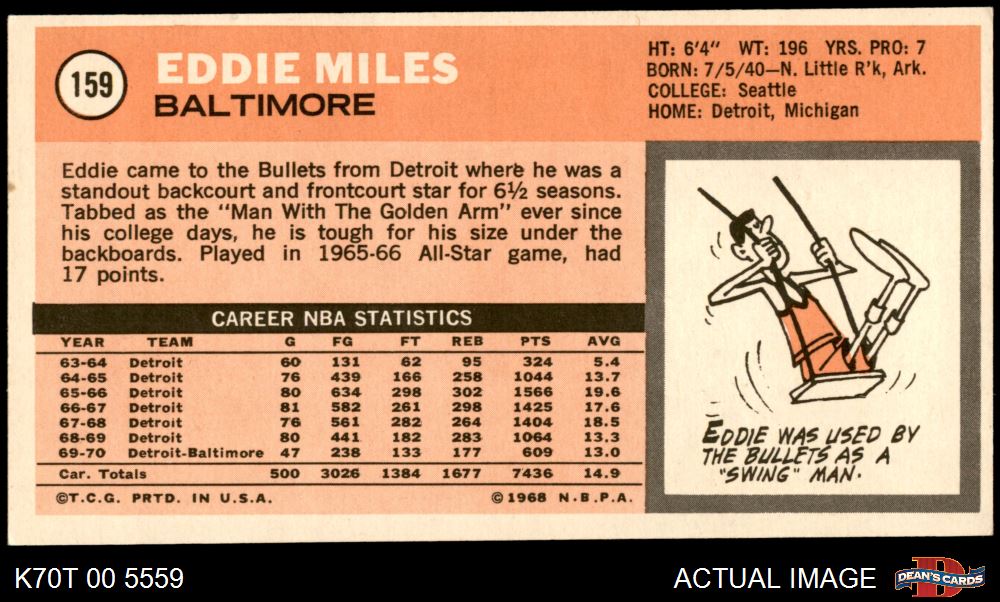 159
EDDIE MILES
BALTIMORE
HT: 6'4" WT: 196 YRS. PRO: 7
BORN: 7/5/40—N. Little R'k, Ark.
COLLEGE: Seattle
HOME: Detroit, Michigan
Eddie came to the Bullets from Detroit where he was a
standout backcourt and frontcourt star for 6½ seasons.
Tabbed as the "Man With The Golden Arm" ever since
his college days, he is tough for his size under the
backboards. Played in 1965-66 All-Star game, had
17 points.
CAREER NBA STATISTICS
YEAR TEAM G FG FT REB PTS AVG
63-64 Detroit 60 131 62 95 324 5.4
64-65 Detroit 76 439 166 258 1044 13.7
65-66 Detroit 80 634 298 302 1566 19.6
66-67 Detroit 81 582 261 298 1425 17.6
67-68 Detroit 76 561 282 264 1404 18.5
68-69 Detroit 80 441 182 283 1064 13.3
69-70 Detroit-Baltimore 47 238 133 177 609 13.0
Car. Totals 500 3026 1384 1677 7436 14.9
©T.C.G. PRTD. IN U.S.A. ©1968 N.B.P.A.
EDDIE WAS USED BY
THE BULLETS AS A
"SWING" MAN.
K70T 00 5559
ACTUAL IMAGE
D
DEAN'S CARDS